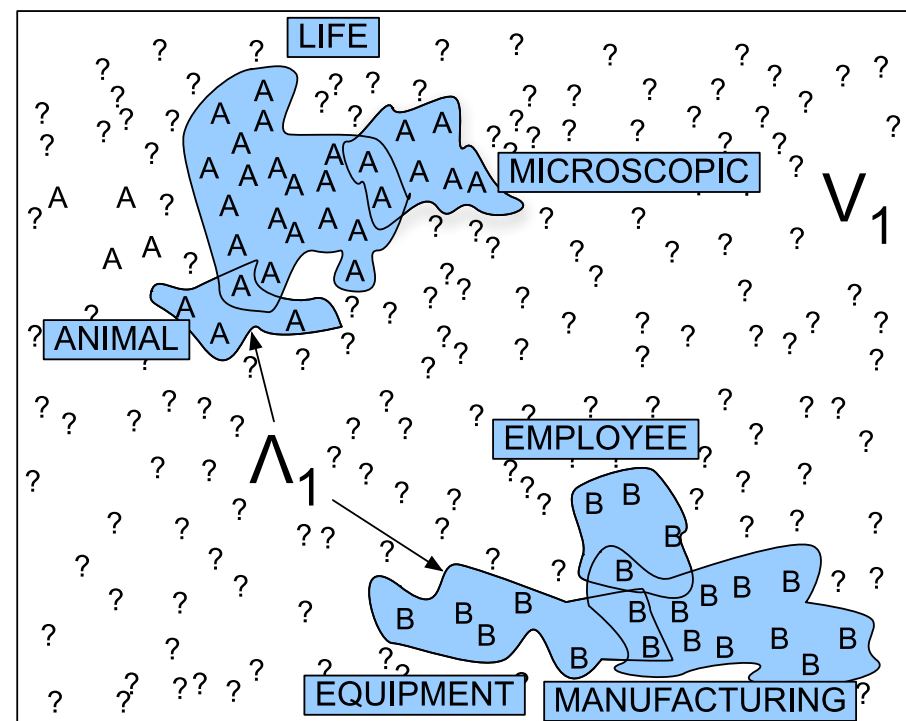 LIFE
MICROSCOPIC
V1
ANIMAL
Λ1
EMPLOYEE
EQUIPMENT
MANUFACTURING